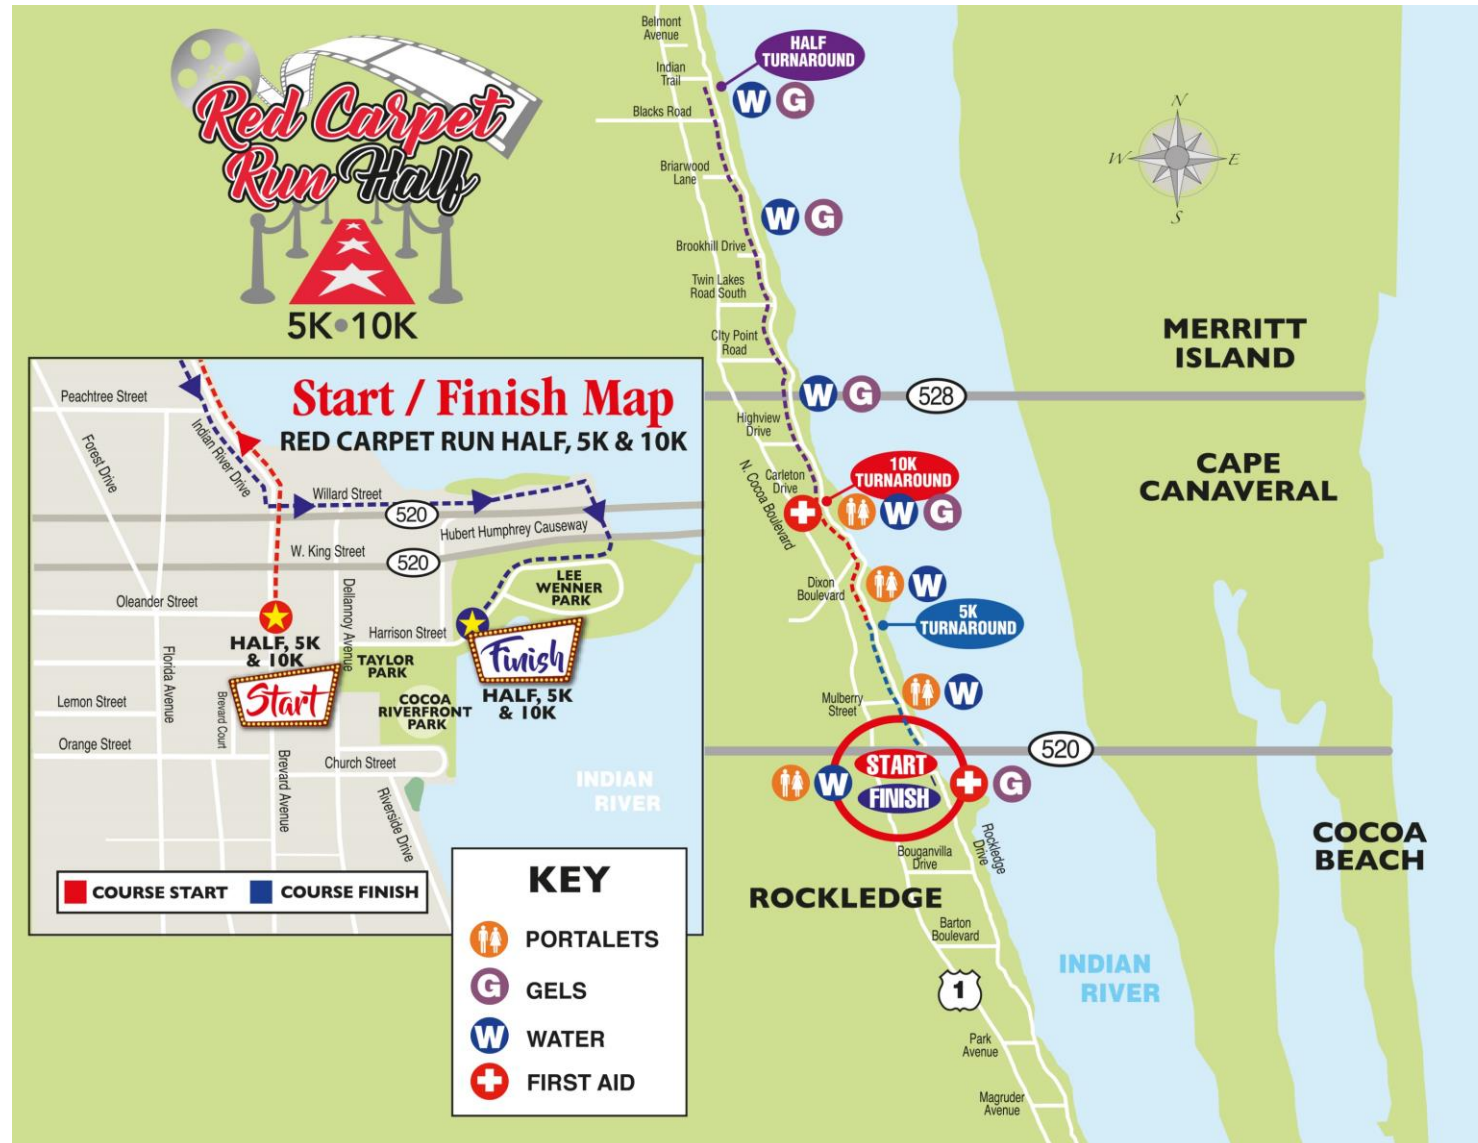 Red Carpet
Run Half
5K•10K
Belmont
Avenue
Indian
Trail
Blacks Road
Briarwood
Lane
Brookhill Drive
Twin Lakes
Road South
City Point
Road
Highview
Drive
N. Cocoa Boulevard
Carleton
Drive
Dixon
Boulevard
Mulberry
Street
HALF
TURNAROUND
W G
W G
W G
528
10K
TURNAROUND
W G
W
5K
TURNAROUND
W
520
START
FINISH
W
G
Bouganvilla
Drive
Rockledge
Drive
ROCKLEDGE
Barton
Boulevard
1
Park
Avenue
Magruder
Avenue
INDIAN
RIVER
N
W
E
S
MERRITT
ISLAND
CAPE
CANAVERAL
COCOA
BEACH
Start / Finish Map
RED CARPET RUN HALF, 5K & 10K
Peachtree Street
Forest Drive
Indian River Drive
Willard Street
520
Hubert Humphrey Causeway
W. King Street
520
Oleander Street
Dellannoy Avenue
Harrison Street
LEE
WENNER
PARK
HALF, 5K
& 10K
Start
Finish
HALF, 5K
& 10K
TAYLOR
PARK
COCOA
RIVERFRONT
PARK
Florida Avenue
Brevard Court
Lemon Street
Orange Street
Brevard Avenue
Church Street
Riverside Drive
INDIAN
RIVER
COURSE START
COURSE FINISH
KEY
PORTALETS
G GELS
W WATER
FIRST AID